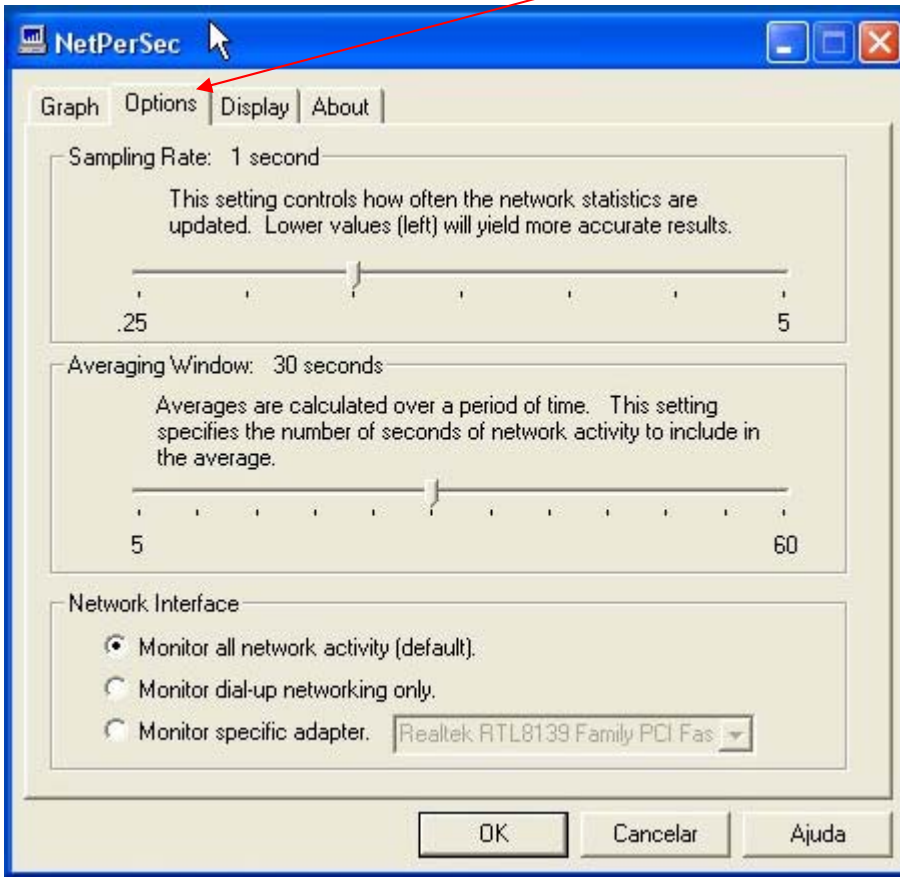 NetPerSec
Graph Options Display About
Sampling Rate: 1 second
This setting controls how often the network statistics are
updated. Lower values (left) will yield more accurate results.
.25 5
Averaging Window: 30 seconds
Averages are calculated over a period of time. This setting
specifies the number of seconds of network activity to include in
the average.
5 60
Network Interface
Monitor all network activity (default).
Monitor dial-up networking only.
Monitor specific adapter. Realtek RTL8139 Family PCI Fas
OK Cancelar Ajuda